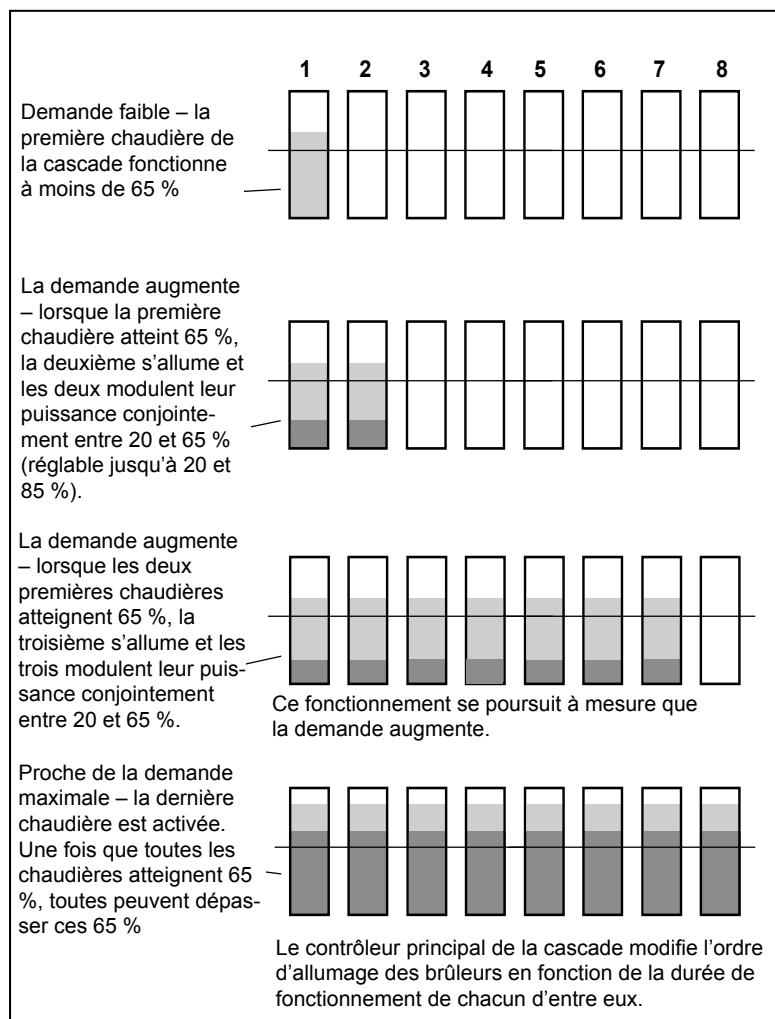 1 2 3 4 5 6 7 8
Demande faible – la
première chaudière de
la cascade fonctionne
à moins de 65 %
La demande augmente
– lorsque la première
chaudière atteint 65 %,
la deuxième s’allume et
les deux modulent leur
puissance conjointe-
ment entre 20 et 65 %
(réglable jusqu’à 20 et
85 %).
La demande augmente
– lorsque les deux
premières chaudières
atteignent 65 %, la
troisième s’allume et les
trois modulent leur puis-
sance conjointement
entre 20 et 65 %.
Ce fonctionnement se poursuit à mesure que
la demande augmente.
Proche de la demande
maximale – la dernière
chaudière est activée.
Une fois que toutes les
chaudières atteignent 65
%, toutes peuvent dépas-
ser ces 65 %
Le contrôleur principal de la cascade modifie l’ordre
d’allumage des brûleurs en fonction de la durée de
fonctionnement de chacun d’entre eux.